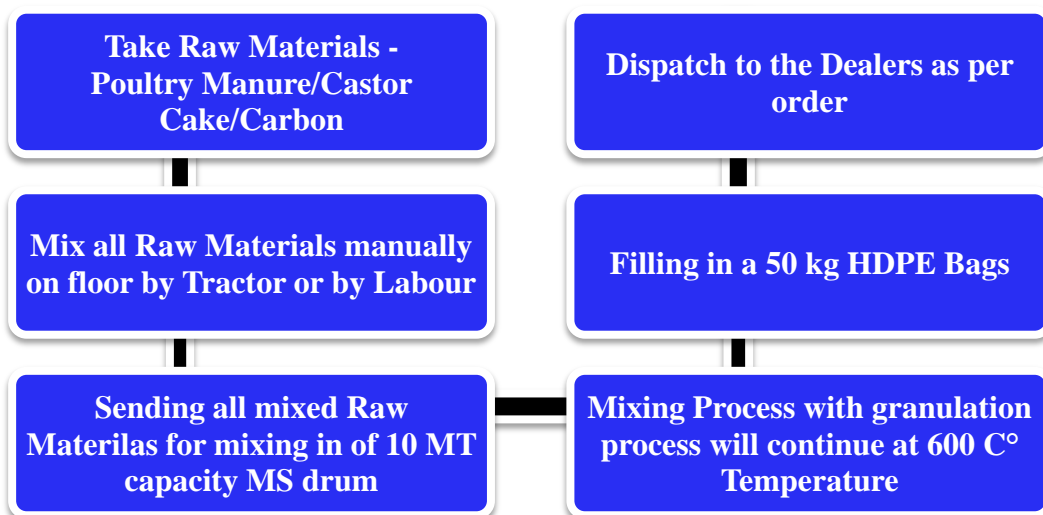 Take Raw Materials -
Poultry Manure/Castor
Cake/Carbon
Mix all Raw Materials manually
on floor by Tractor or by Labour
Sending all mixed Raw
Materilas for mixing in of 10 MT
capacity MS drum
Mixing Process with granulation
process will continue at 600 C°
Temperature
Filling in a 50 kg HDPE Bags
Dispatch to the Dealers as per
order